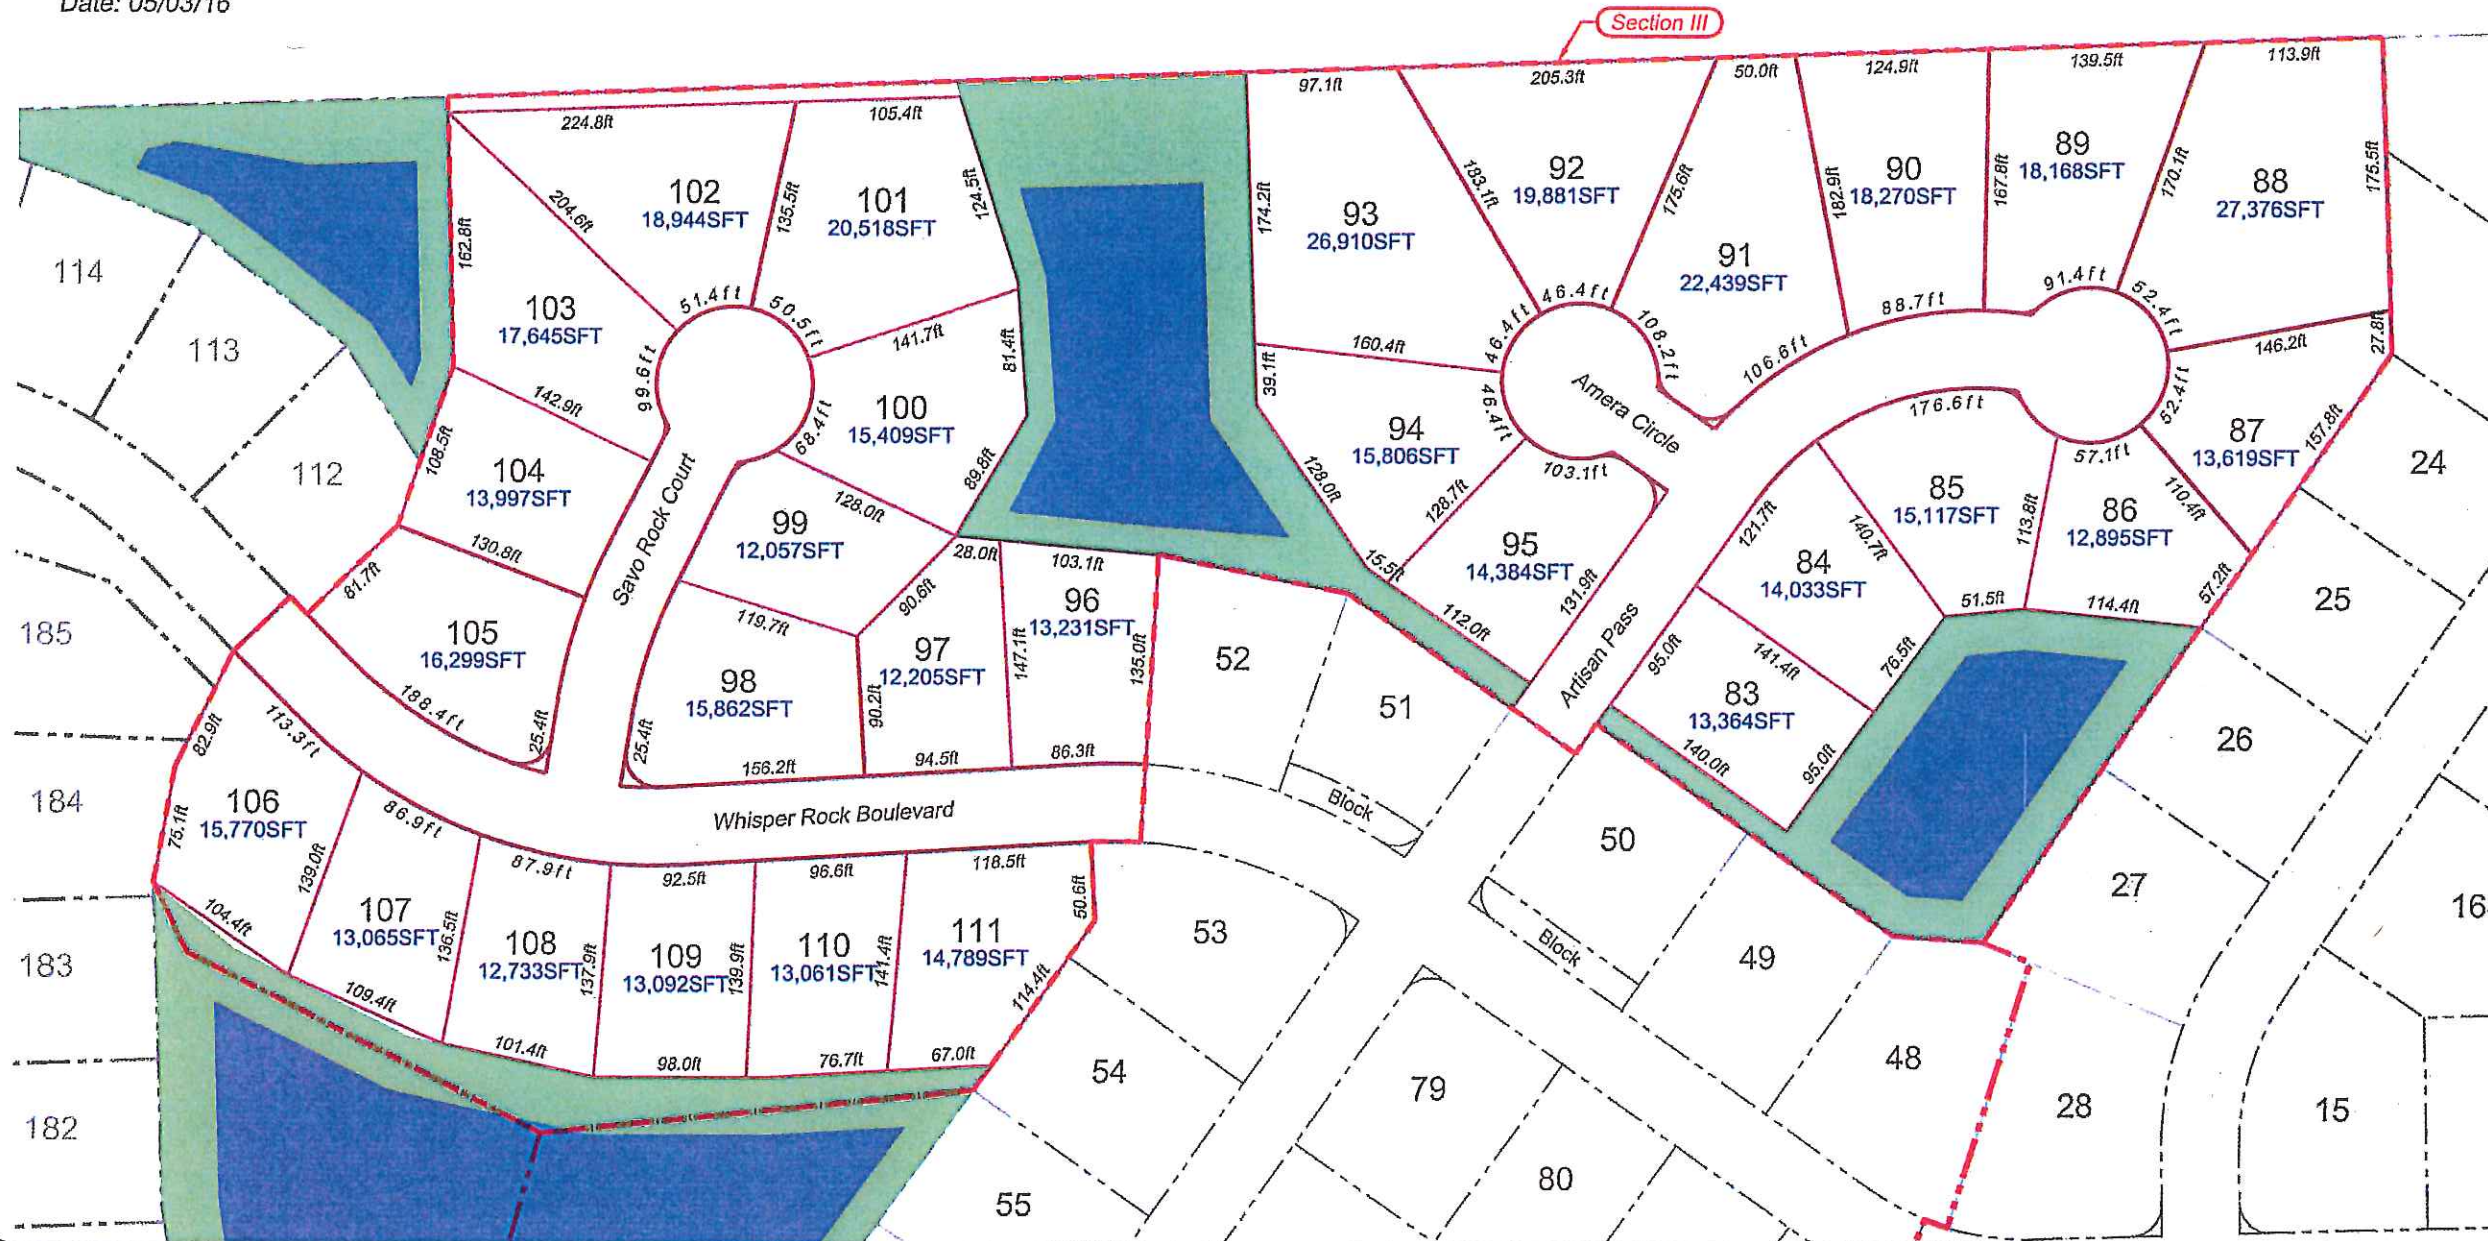 Date: 05/03/16
Section III
97.1ft
205.3ft
50.0ft
124.9ft
139.5ft
113.9ft
224.8ft
105.4ft
162.8ft
204.6ft
102
18,944SFT
135.5ft
101
20,518SFT
124.5ft
174.2ft
93
26,910SFT
183.1ft
92
19,881SFT
175.6ft
91
22,439SFT
182.9ft
90
18,270SFT
167.8ft
89
18,168SFT
170.1ft
88
27,376SFT
175.5ft
114
113
112
103
17,645SFT
51.4ft
50.5ft
99.6ft
68.4ft
141.7ft
81.4ft
100
15,409SFT
89.8ft
39.1ft
160.4ft
46.4ft
46.4ft
46.4ft
108.2ft
106.6ft
88.7ft
91.4ft
52.4ft
146.2ft
27.8ft
52.4ft
57.1ft
Amera Circle
142.9ft
108.5ft
104
13,997SFT
130.8ft
81.7ft
Savo Rock Court
99
12,057SFT
128.0ft
28.0ft
103.1ft
94
15,806SFT
128.0ft
128.7ft
103.1ft
15.5ft
95
14,384SFT
112.0ft
131.9ft
176.6ft
121.7ft
140.7ft
85
15,117SFT
113.8ft
86
12,895SFT
110.4ft
87
13,619SFT
157.8ft
57.2ft
24
25
51.5ft
114.4ft
84
14,033SFT
76.5ft
141.4ft
95.0ft
83
13,364SFT
140.0ft
95.0ft
Artisan Pass
185
105
16,299SFT
188.4ft
25.4ft
119.7ft
90.6ft
98
15,862SFT
25.4ft
156.2ft
90.2ft
97
12,205SFT
94.5ft
147.1ft
96
13,231SFT
135.0ft
86.3ft
52
51
26
82.9ft
113.3ft
184
106
15,770SFT
75.1ft
139.0ft
104.4ft
86.9ft
107
13,065SFT
109.4ft
136.5ft
87.9ft
108
12,733SFT
101.4ft
137.9ft
92.5ft
109
13,092SFT
98.0ft
139.9ft
96.6ft
110
13,061SFT
76.7ft
141.4ft
118.5ft
111
14,789SFT
67.0ft
50.6ft
114.4ft
Whisper Rock Boulevard
Block
Block
50
53
49
27
16
183
54
48
79
28
15
182
80
55